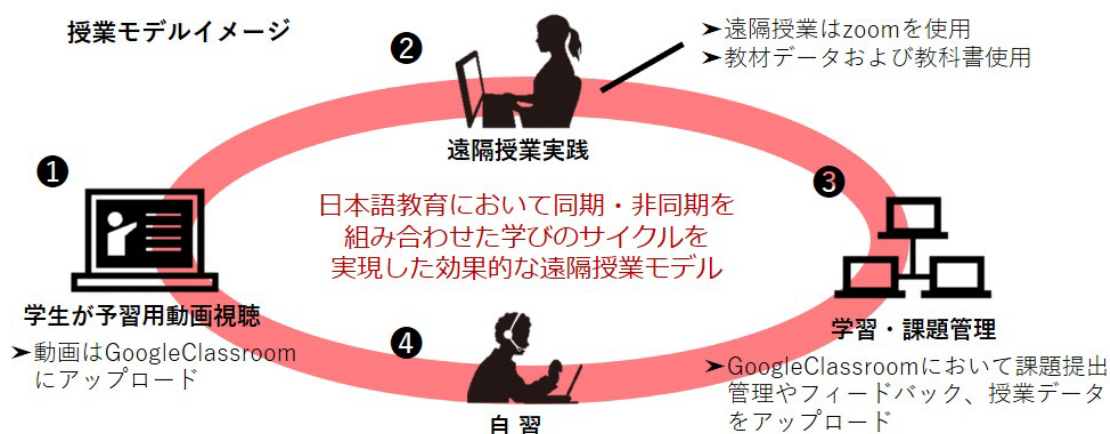 授業モデルイメージ
❷
➤遠隔授業はzoomを使用
➤教材データおよび教科書使用
遠隔授業実践
❶
❸
日本語教育において同期・非同期を
組み合わせた学びのサイクルを
実現した効果的な遠隔授業モデル
学生が予習用動画視聴
➤動画はGoogleClassroom
にアップロード
学習・課題管理
➤GoogleClassroomにおいて課題提出
管理やフィードバック、授業データ
をアップロード
❹
自 習